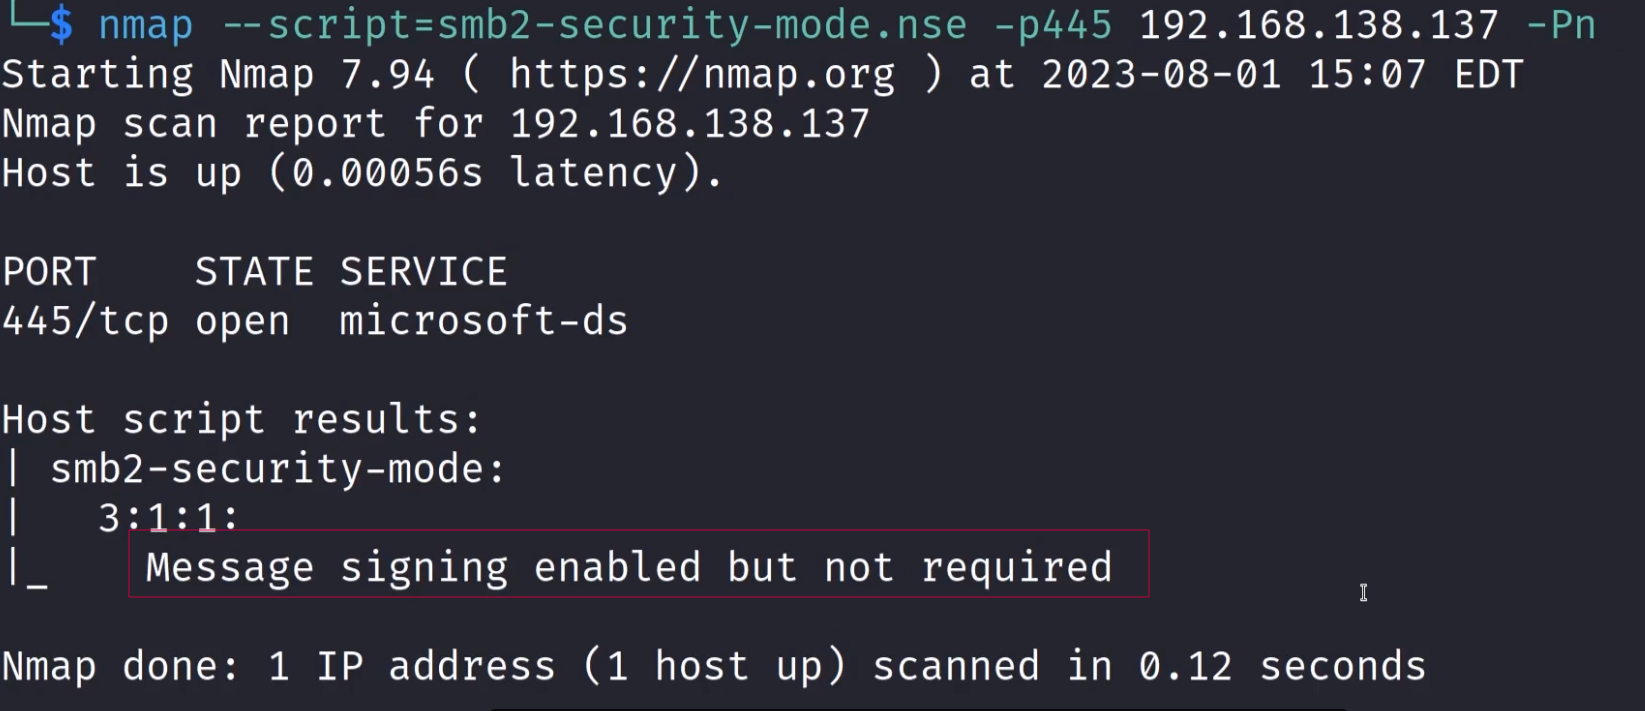 └─$ nmap --script=smb2-security-mode.nse -p445 192.168.138.137 -Pn
Starting Nmap 7.94 ( https://nmap.org ) at 2023-08-01 15:07 EDT
Nmap scan report for 192.168.138.137
Host is up (0.00056s latency).
PORT    STATE SERVICE
445/tcp open  microsoft-ds
Host script results:
| smb2-security-mode:
|   3:1:1:
|_    Message signing enabled but not required
Nmap done: 1 IP address (1 host up) scanned in 0.12 seconds